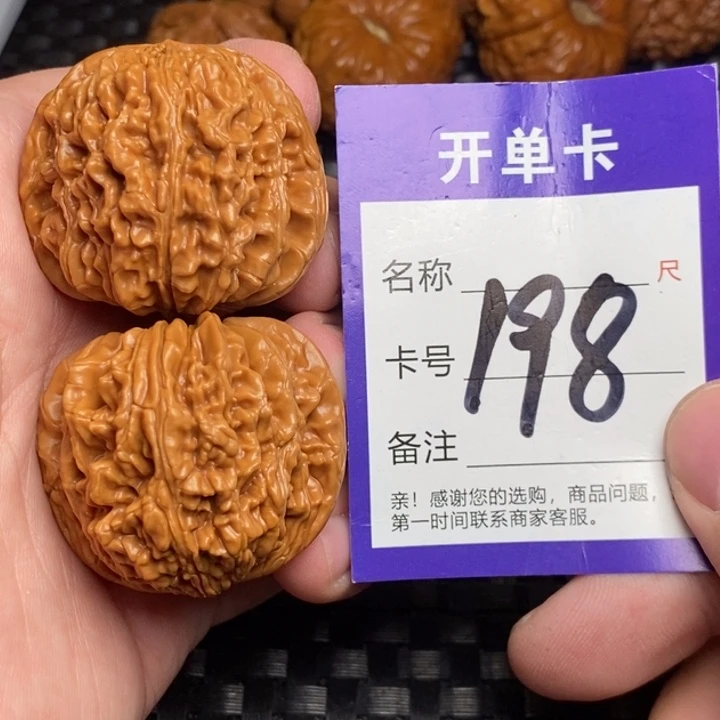 开单卡
名称 尺
卡号 198
备注
亲！感谢您的选购，商品问题，
第一时间联系商家客服。